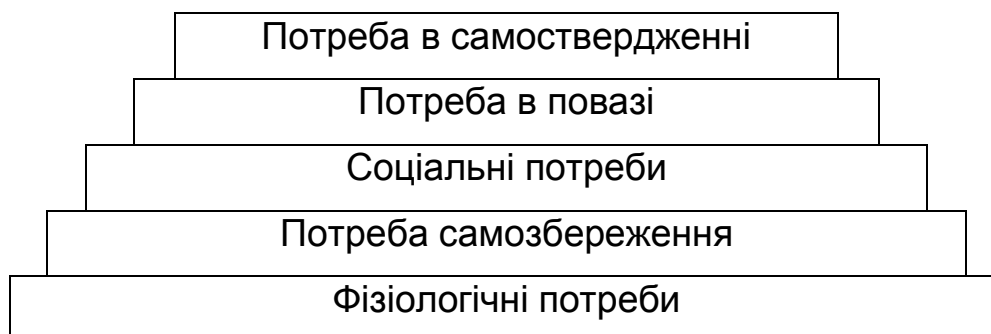 Потреба в самоствердженні
Потреба в повазі
Соціальні потреби
Потреба самозбереження
Фізіологічні потреби